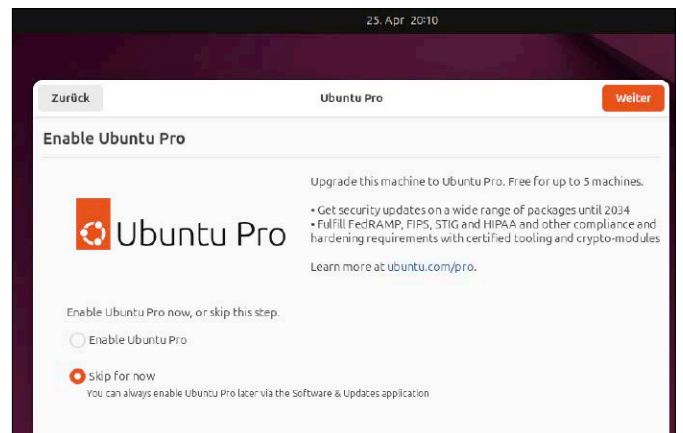 25. Apr 20:10
Zurück
Ubuntu Pro
Weiter
Enable Ubuntu Pro
Upgrade this machine to Ubuntu Pro. Free for up to 5 machines.
• Get security updates on a wide range of packages until 2034
• Fulfill FedRAMP, FIPS, STIG and HIPAA and other compliance and
hardening requirements with certified tooling and crypto-modules
Learn more at ubuntu.com/pro.
Ubuntu Pro
Enable Ubuntu Pro now, or skip this step.
Enable Ubuntu Pro
Skip for now
You can always enable Ubuntu Pro later via the Software & Updates application